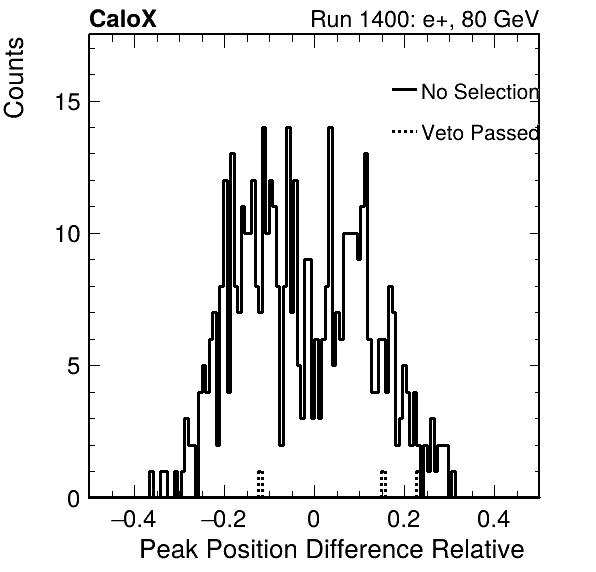 CaloX Run 1400: e+, 80 GeV
Counts
No Selection
Veto Passed
15
10
5
0
−0.4 −0.2 0 0.2 0.4
Peak Position Difference Relative